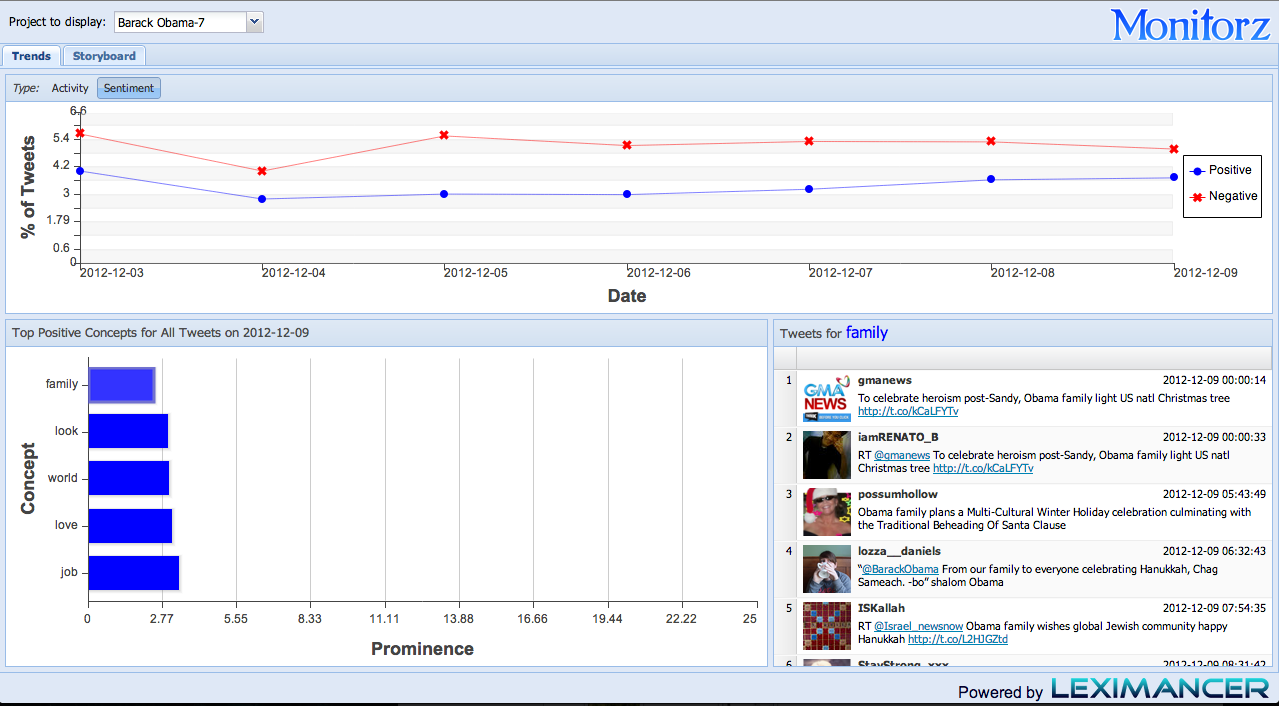 Project to display: Barack Obama-7
Monitorz
Trends Storyboard
Type: Activity Sentiment
6.6
5.4
4.2
3
1.79
0.6
0
% of Tweets
2012-12-03 2012-12-04 2012-12-05 2012-12-06 2012-12-07 2012-12-08 2012-12-09
Date
Positive
Negative
Top Positive Concepts for All Tweets on 2012-12-09
Concept
family
look
world
love
job
0 2.77 5.55 8.33 11.11 13.88 16.66 19.44 22.22 25
Prominence
Tweets for family
1 gmanews 2012-12-09 00:00:14
GMA
NEWS
To celebrate heroism post-Sandy, Obama family light US natl Christmas tree
http://t.co/kCaLFYTv
2 iamRENATO_B 2012-12-09 00:00:33
RT @gmanews To celebrate heroism post-Sandy, Obama family light US natl
Christmas tree http://t.co/kCaLFYTv
3 possumhollow 2012-12-09 05:43:49
Obama family plans a Multi-Cultural Winter Holiday celebration culminating with
the Traditional Beheading Of Santa Clause
4 lozza__daniels 2012-12-09 06:32:43
“@BarackObama From our family to everyone celebrating Hanukkah, Chag
Sameach. -bo” shalom Obama
5 ISKallah 2012-12-09 07:54:35
RT @Israel_newsnow Obama family wishes global Jewish community happy
Hanukkah http://t.co/L2HJGZtd
6 StayStrong_xxx 2012-12-09 08:31:42
Powered by LEXIMANCER